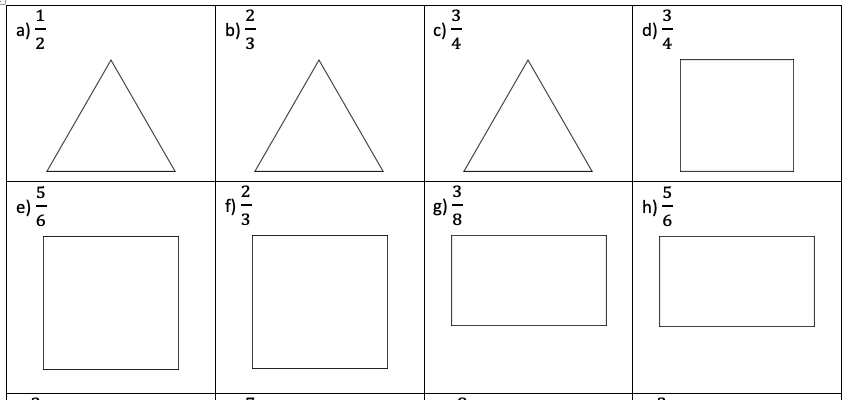 a) 1/2
b) 2/3
c) 3/4
d) 3/4
e) 5/6
f) 2/3
g) 3/8
h) 5/6